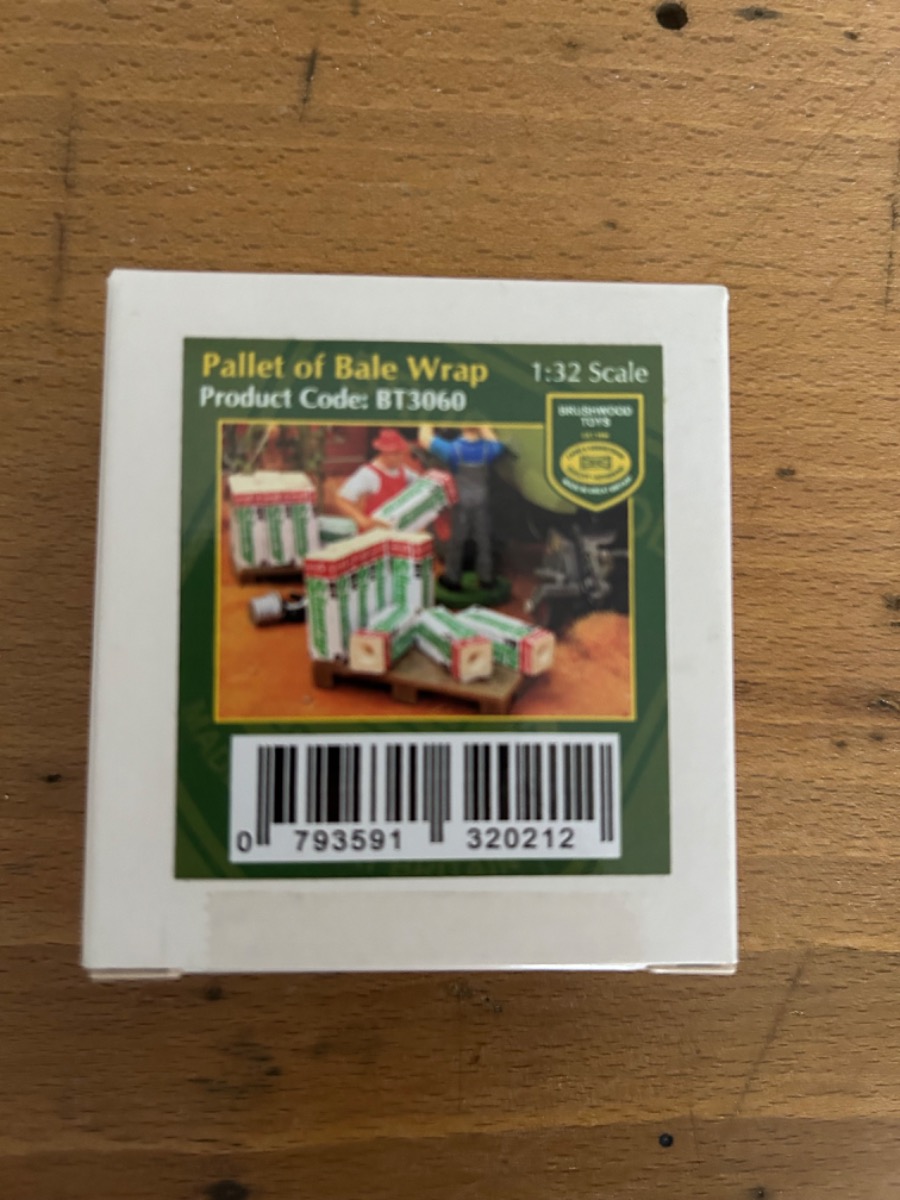 Pallet of Bale Wrap 1:32 Scale
Product Code: BT3060
BRUSHWOOD
TOYS
0 793591 320212